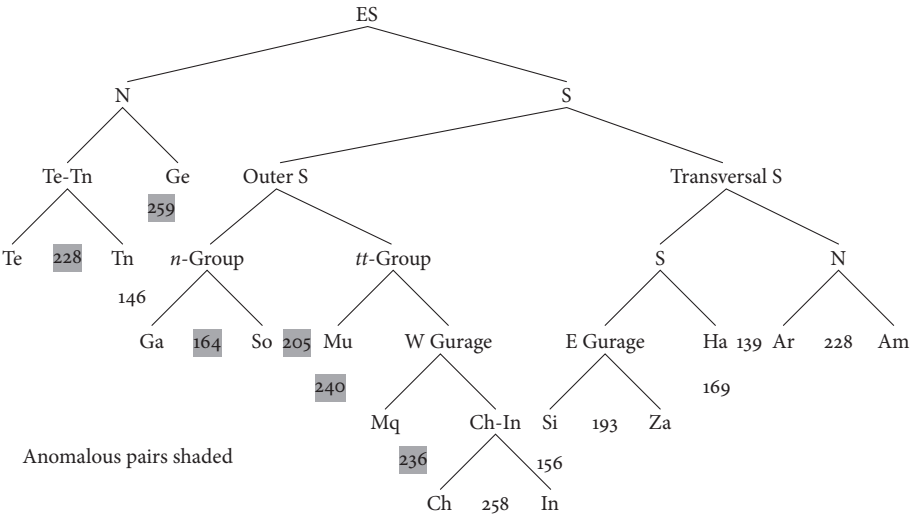 ES
N S
Te-Tn Ge Outer S Transversal S
259
Te 228 Tn n-Group tt-Group S N
146
Ga 164 So 205 Mu W Gurage E Gurage Ha 139 Ar 228 Am
240 169
Mq Ch-In Si 193 Za
Anomalous pairs shaded 236 156
Ch 258 In